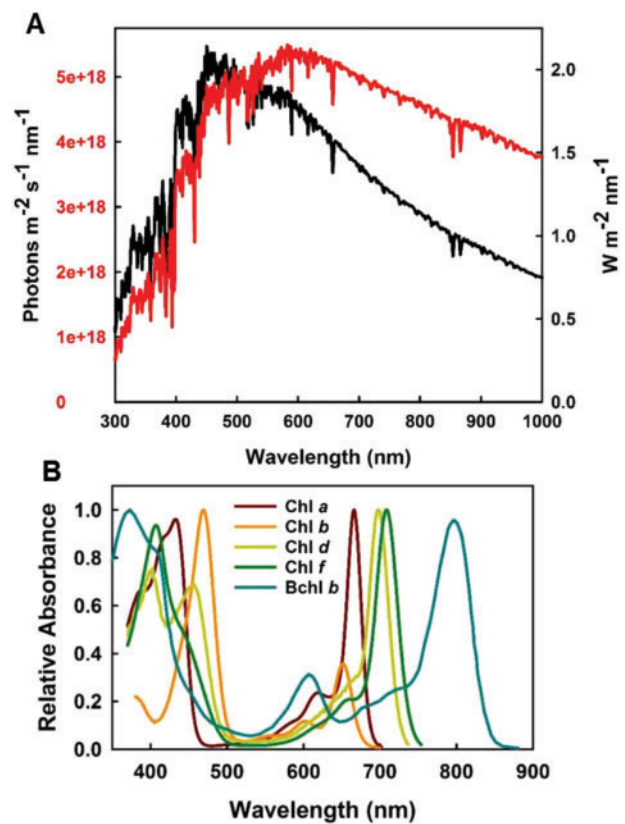 A
Photons m⁻² s⁻¹ nm⁻¹
5e+18
4e+18
3e+18
2e+18
1e+18
0
2.0
1.5
1.0
0.5
0.0
W m⁻² nm⁻¹
300 400 500 600 700 800 900 1000
Wavelength (nm)
B
Relative Absorbance
1.0
0.8
0.6
0.4
0.2
0.0
Chl a
Chl b
Chl d
Chl f
Bchl b
400 500 600 700 800 900
Wavelength (nm)